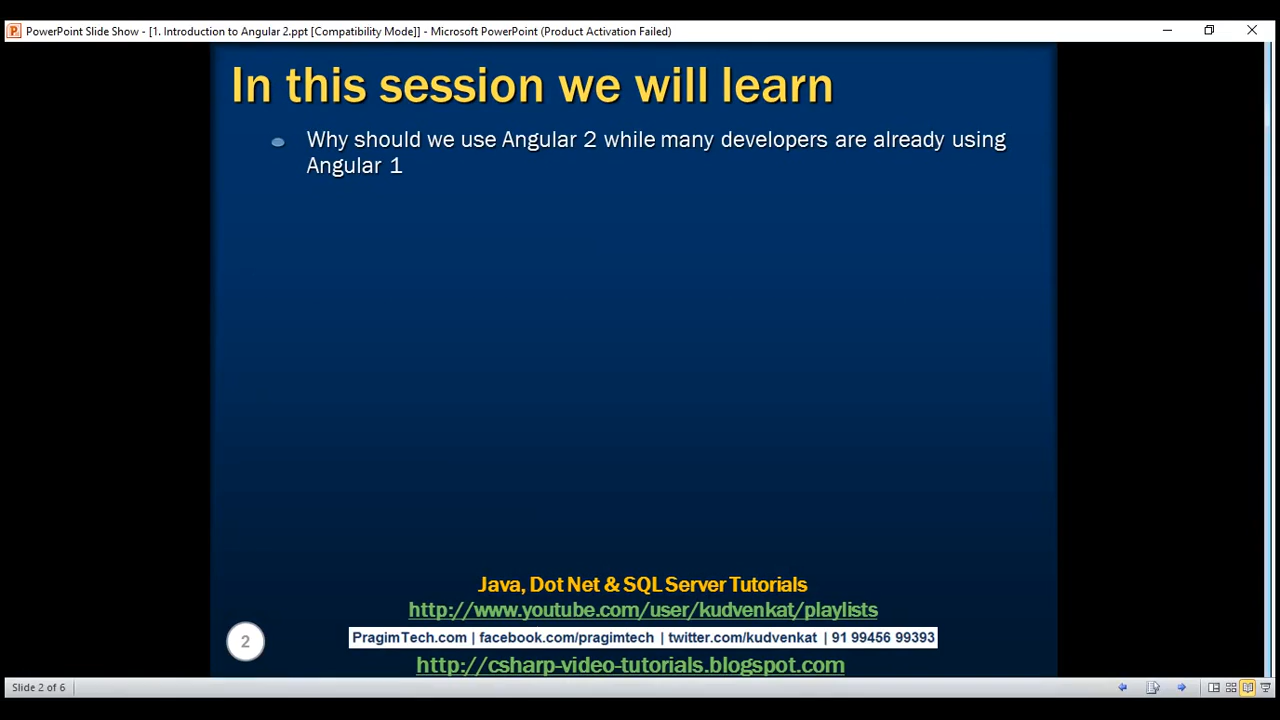 PowerPoint Slide Show - [1. Introduction to Angular 2.ppt [Compatibility Mode]] - Microsoft PowerPoint (Product Activation Failed)
In this session we will learn
Why should we use Angular 2 while many developers are already using
Angular 1
Java, Dot Net & SQL Server Tutorials
http://www.youtube.com/user/kudvenkat/playlists
2
PragimTech.com | facebook.com/pragimtech | twitter.com/kudvenkat | 91 99456 99393
http://csharp-video-tutorials.blogspot.com
Slide 2 of 6